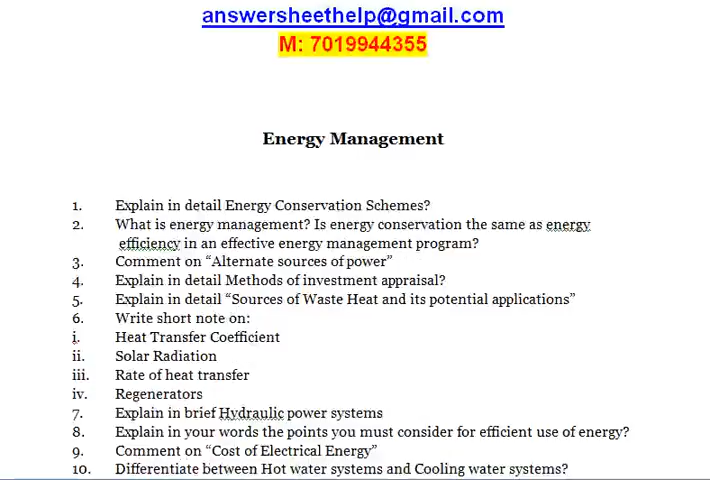 answersheethelp@gmail.com
M: 7019944355
Energy Management
1. Explain in detail Energy Conservation Schemes?
2. What is energy management? Is energy conservation the same as energy
efficiency in an effective energy management program?
3. Comment on “Alternate sources of power”
4. Explain in detail Methods of investment appraisal?
5. Explain in detail “Sources of Waste Heat and its potential applications”
6. Write short note on:
i. Heat Transfer Coefficient
ii. Solar Radiation
iii. Rate of heat transfer
iv. Regenerators
7. Explain in brief Hydraulic power systems
8. Explain in your words the points you must consider for efficient use of energy?
9. Comment on “Cost of Electrical Energy”
10. Differentiate between Hot water systems and Cooling water systems?